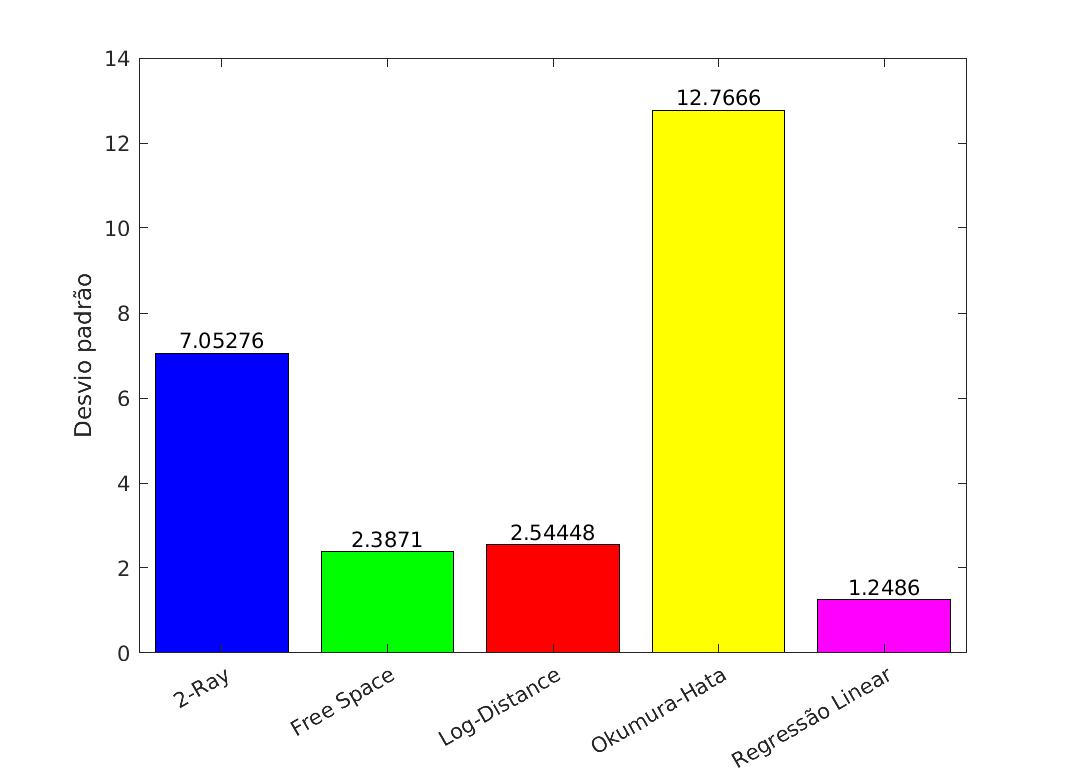 14
12
10
8
6
4
2
0
Desvio padrão
7.05276
2.3871
2.54448
12.7666
1.2486
2-Ray
Free Space
Log-Distance
Okumura-Hata
Regressão Linear